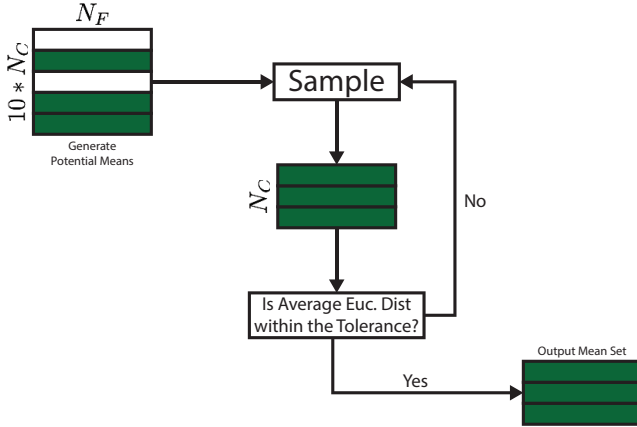 N_F
10 * N_C
Generate
Potential Means
Sample
N_C
No
Is Average Euc. Dist
within the Tolerance?
Yes
Output Mean Set